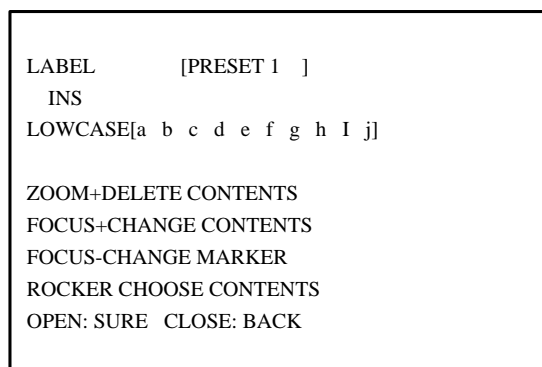 LABEL [PRESET 1 ]
INS
LOWCASE[a b c d e f g h I j]
ZOOM+DELETE CONTENTS
FOCUS+CHANGE CONTENTS
FOCUS-CHANGE MARKER
ROCKER CHOOSE CONTENTS
OPEN: SURE CLOSE: BACK